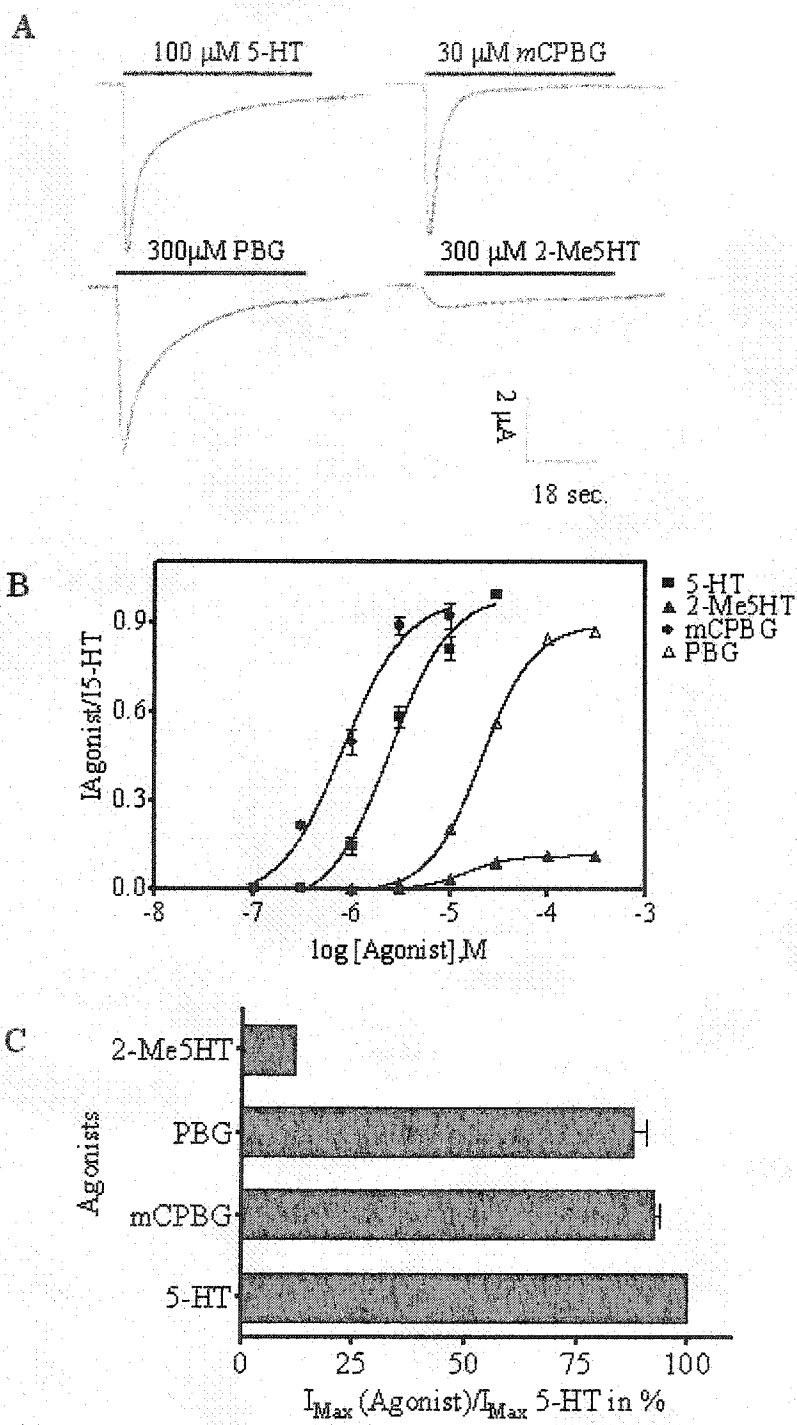 A
100 μM 5-HT
30 μM mCPBG
300μM PBG
300 μM 2-Me5HT
2 μA
18 sec.
B
IAgonist/I5-HT
0.9
0.6
0.3
0.0
-8 -7 -6 -5 -4 -3
log [Agonist],M
5-HT
2-Me5HT
mCPBG
PBG
C
Agonists
2-Me5HT
PBG
mCPBG
5-HT
0 25 50 75 100
IMax (Agonist)/IMax 5-HT in %